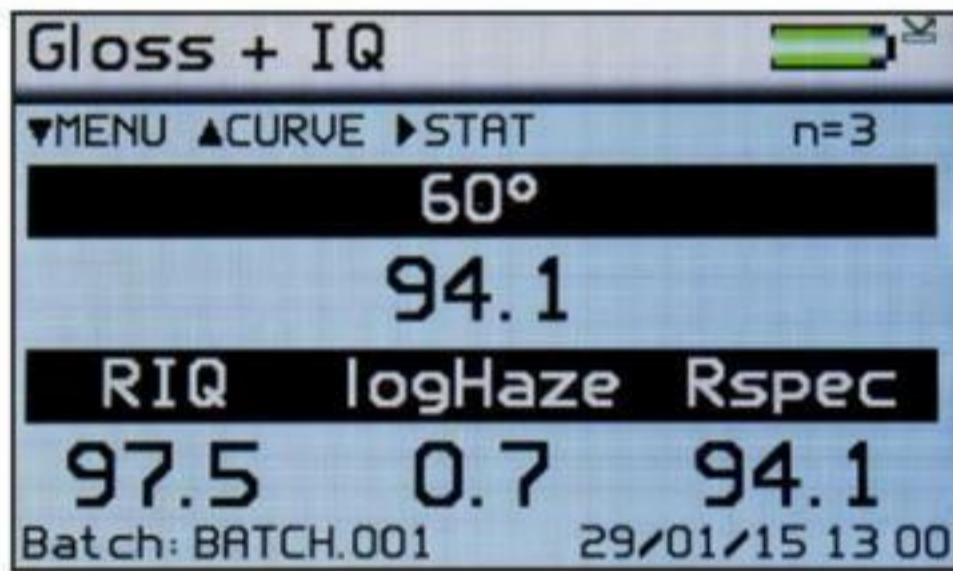 Gloss + IQ
▼MENU ▲CURVE ▶STAT n=3
60°
94.1
RIQ logHaze Rspec
97.5 0.7 94.1
Batch: BATCH.001 29/01/15 13 00